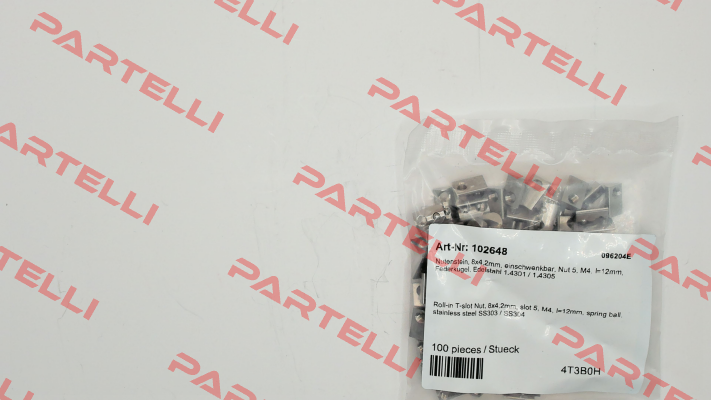 PARTELLI
PARTELLI
PARTELLI
PARTELLI
PARTELLI
PARTELLI
PARTELLI
PARTELLI
PARTELLI
Art-Nr: 102648
096204E
Nutenstein, 8x4,2mm, einschwenkbar, Nut 5, M4, l=12mm,
Federkugel, Edelstahl 1.4301 / 1.4305
Roll-in T-slot Nut, 8x4,2mm, slot 5, M4, l=12mm, spring ball,
stainless steel SS303 / SS304
100 pieces / Stueck
4T3B0H